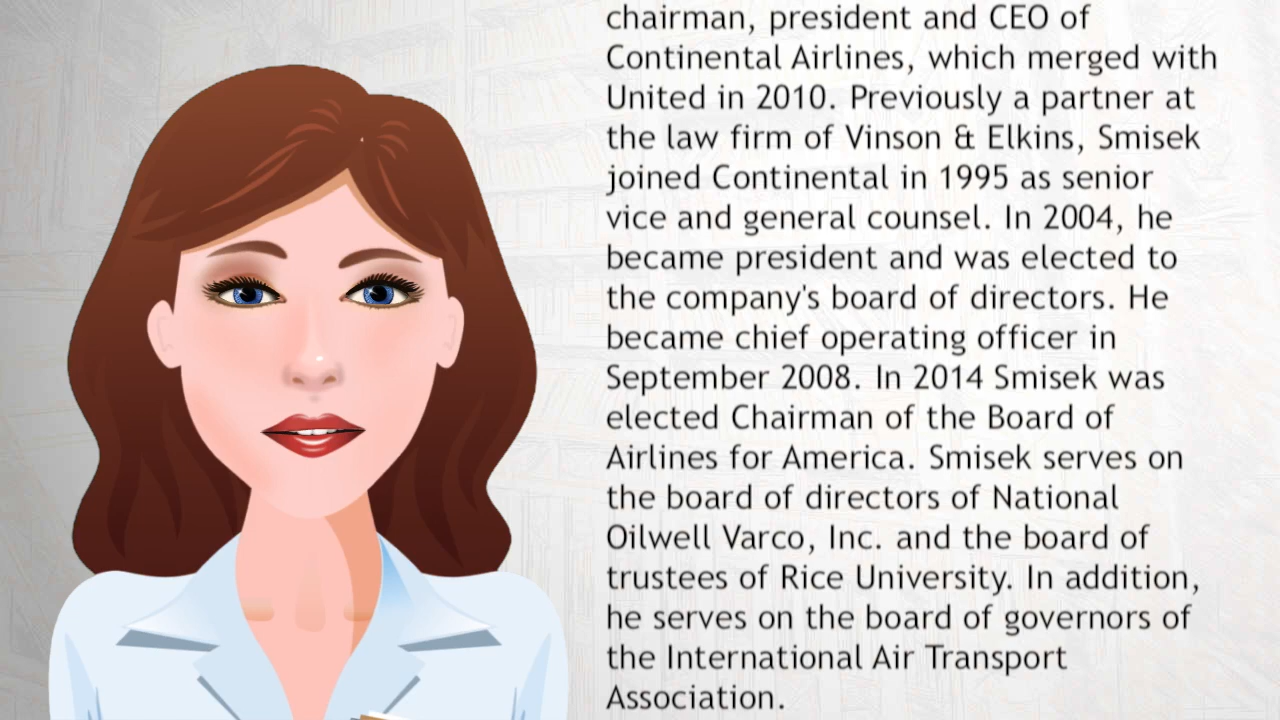 chairman, president and CEO of
Continental Airlines, which merged with
United in 2010. Previously a partner at
the law firm of Vinson & Elkins, Smisek
joined Continental in 1995 as senior
vice and general counsel. In 2004, he
became president and was elected to
the company's board of directors. He
became chief operating officer in
September 2008. In 2014 Smisek was
elected Chairman of the Board of
Airlines for America. Smisek serves on
the board of directors of National
Oilwell Varco, Inc. and the board of
trustees of Rice University. In addition,
he serves on the board of governors of
the International Air Transport
Association.